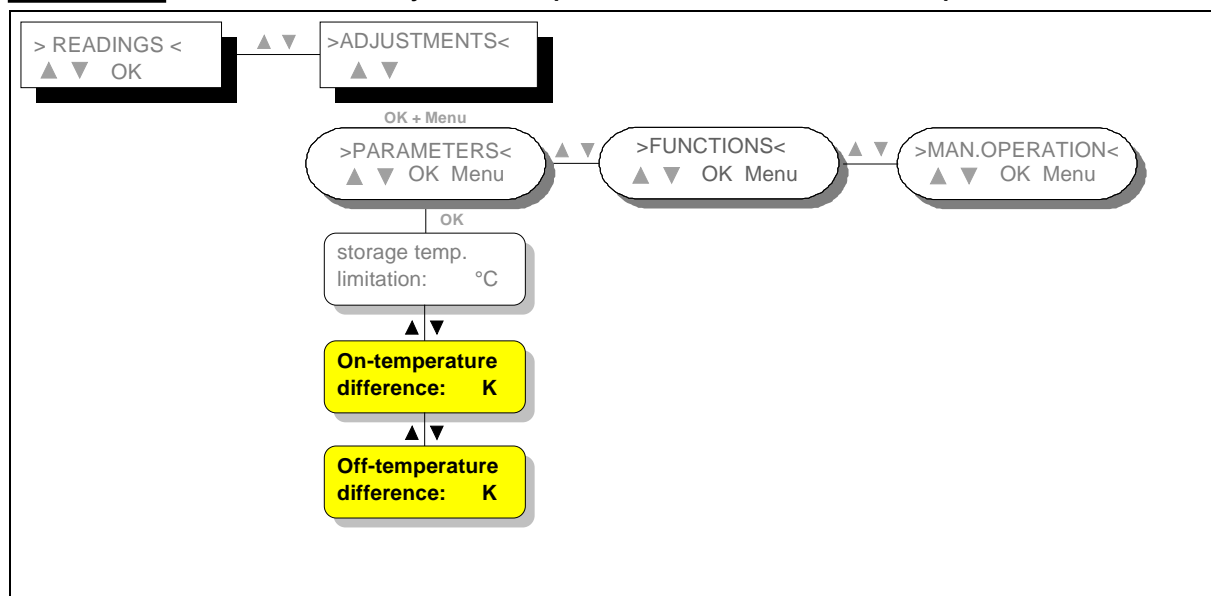 > READINGS <
▲ ▼ OK
▲ ▼
>ADJUSTMENTS<
▲ ▼
OK + Menu
>PARAMETERS<
▲ ▼ OK Menu
▲ ▼
>FUNCTIONS<
▲ ▼ OK Menu
▲ ▼
>MAN.OPERATION<
▲ ▼ OK Menu
OK
storage temp.
limitation: °C
▲ ▼
On-temperature
difference: K
▲ ▼
Off-temperature
difference: K